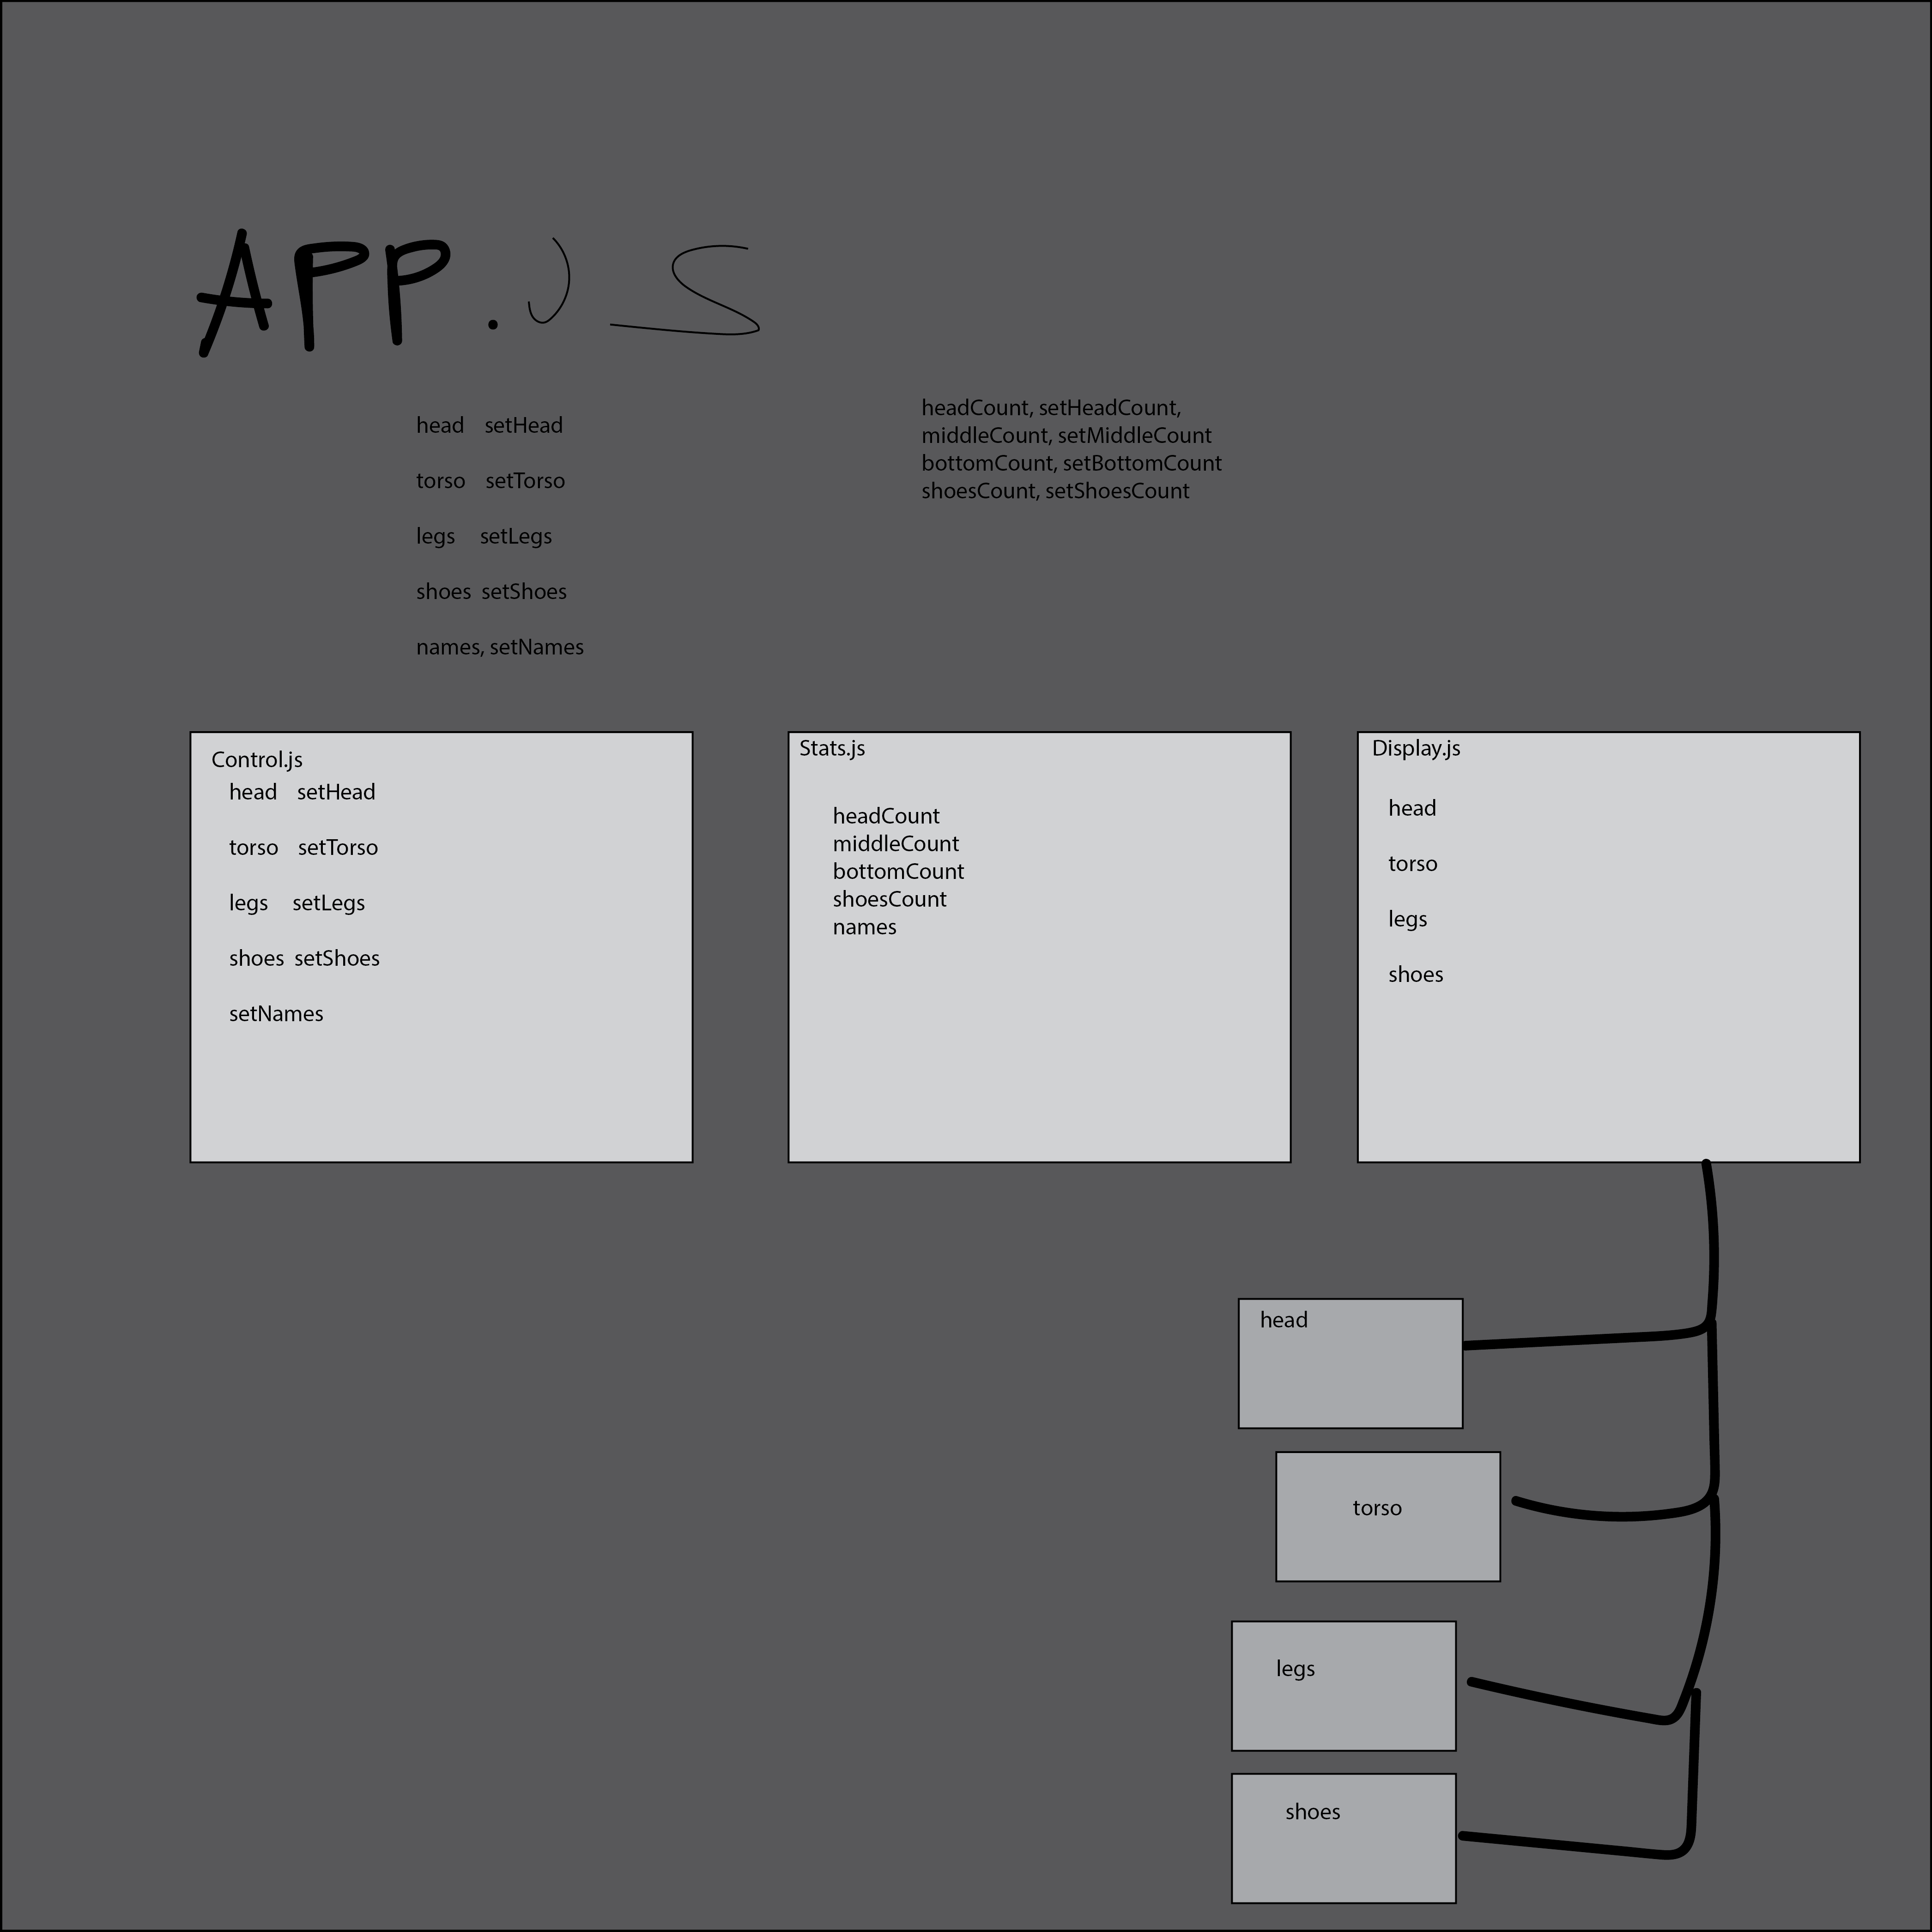 APP.JS
head setHead
torso setTorso
legs setLegs
shoes setShoes
names, setNames
headCount, setHeadCount,
middleCount, setMiddleCount
bottomCount, setBottomCount
shoesCount, setShoesCount
Control.js
head setHead
torso setTorso
legs setLegs
shoes setShoes
setNames
Stats.js
headCount
middleCount
bottomCount
shoesCount
names
Display.js
head
torso
legs
shoes
head
torso
legs
shoes